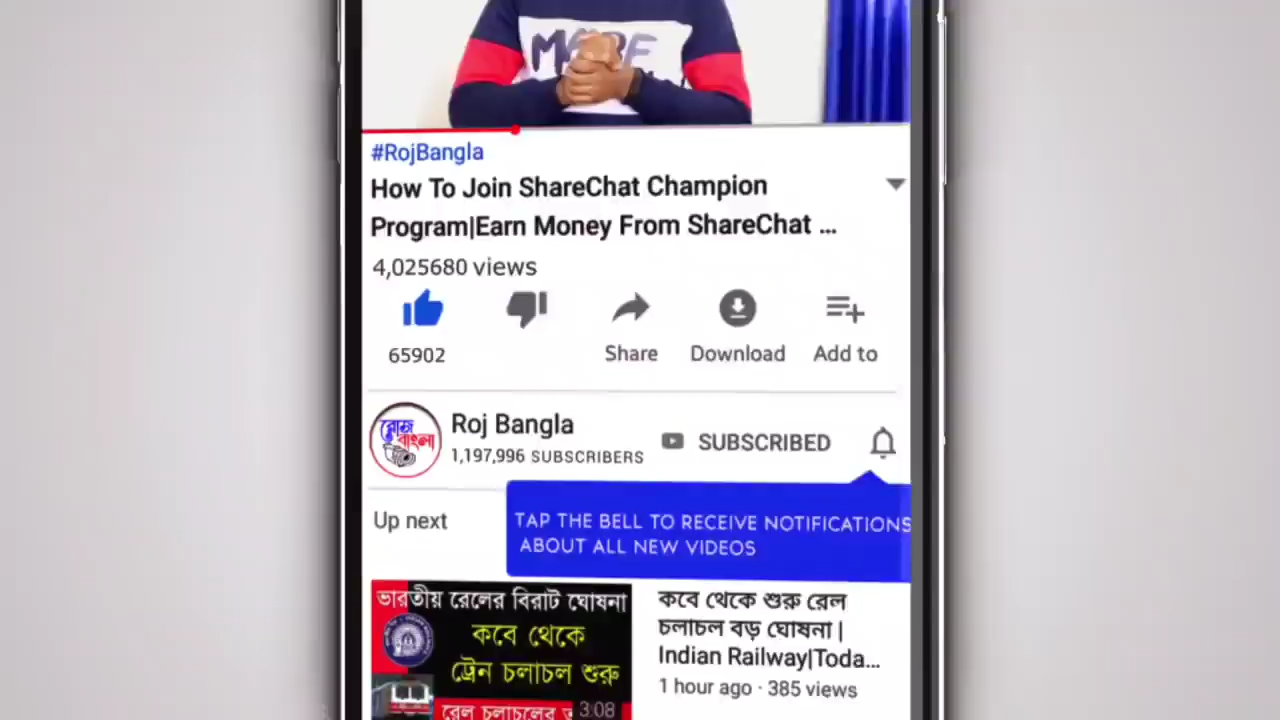 #RojBangla
How To Join ShareChat Champion
Program|Earn Money From ShareChat ...
4,025680 views
65902
Share
Download
Add to
রোজ
বাংলা
Roj Bangla
1,197,996 SUBSCRIBERS
SUBSCRIBED
Up next
TAP THE BELL TO RECEIVE NOTIFICATIONS
ABOUT ALL NEW VIDEOS
ভারতীয় রেলের বিরাট ঘোষনা
কবে থেকে
ট্রেন চলাচল শুরু
রেল চলাচলের
3:08
কবে থেকে শুরু রেল
চলাচল বড় ঘোষনা |
Indian Railway|Toda...
1 hour ago · 385 views